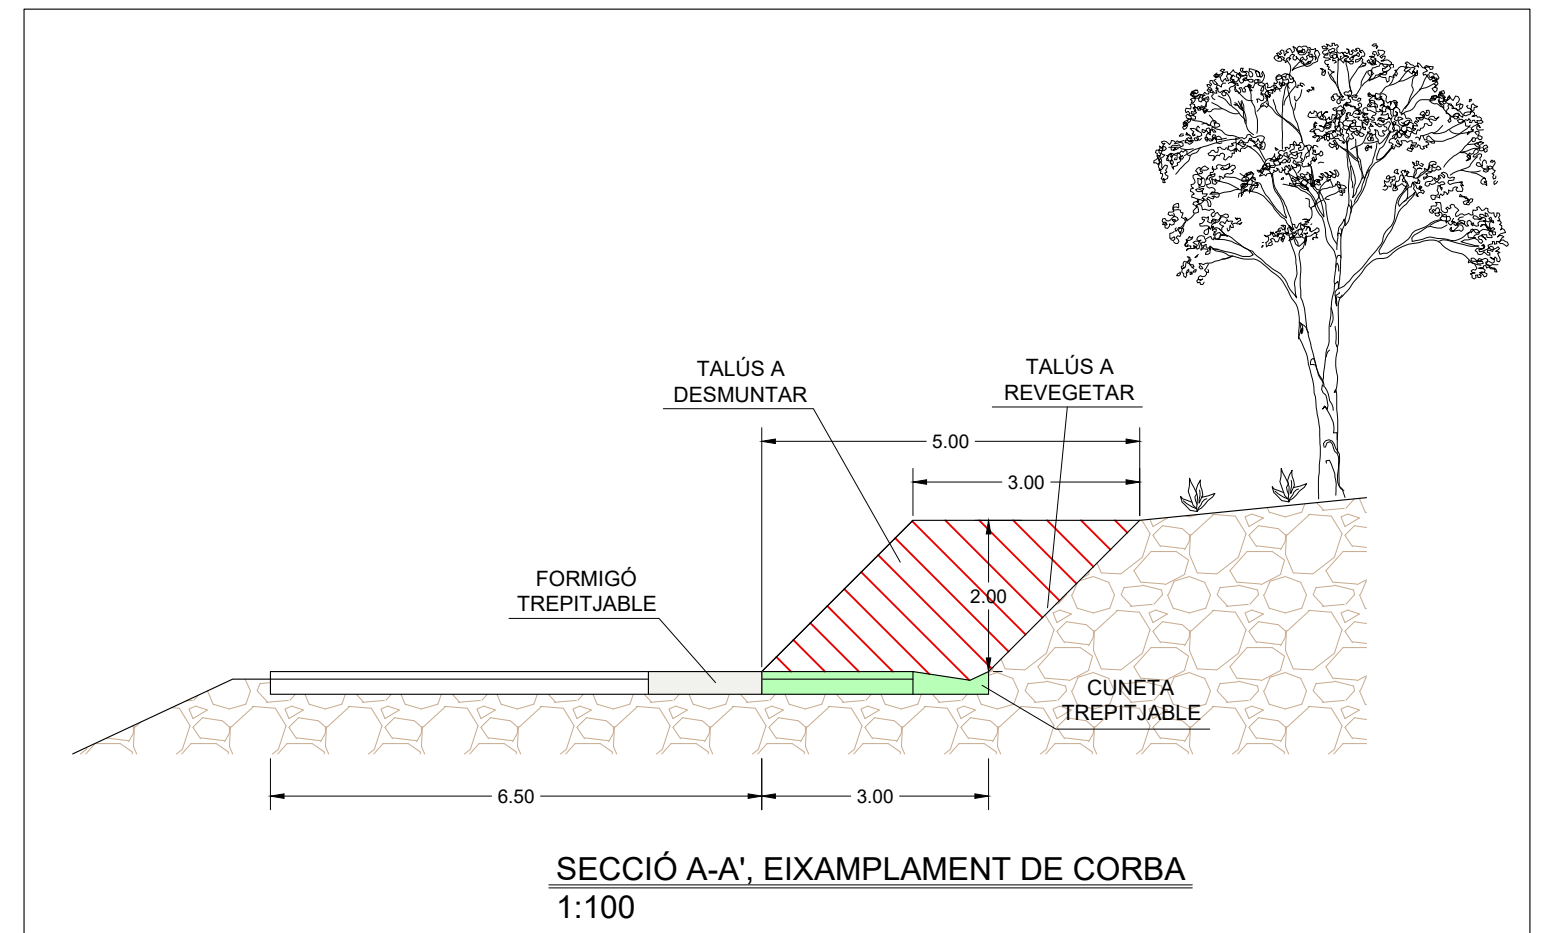 TALÚS A
DESMUNTAR
TALÚS A
REVEGETAR
5.00
3.00
2.00
FORMIGÓ
TREPITJABLE
CUNETA
TREPITJABLE
6.50
3.00
SECCIÓ A-A', EIXAMPLAMENT DE CORBA
1:100